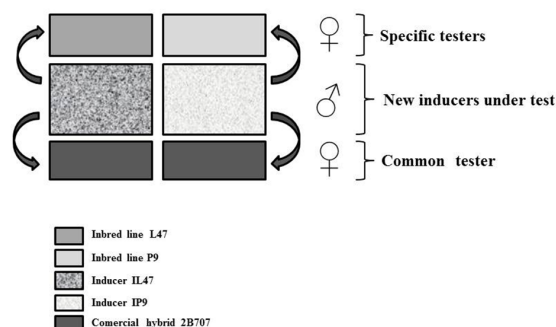 Specific testers
New inducers under test
Common tester
Inbred line L47
Inbred line P9
Inducer IL47
Inducer IP9
Comercial hybrid 2B707